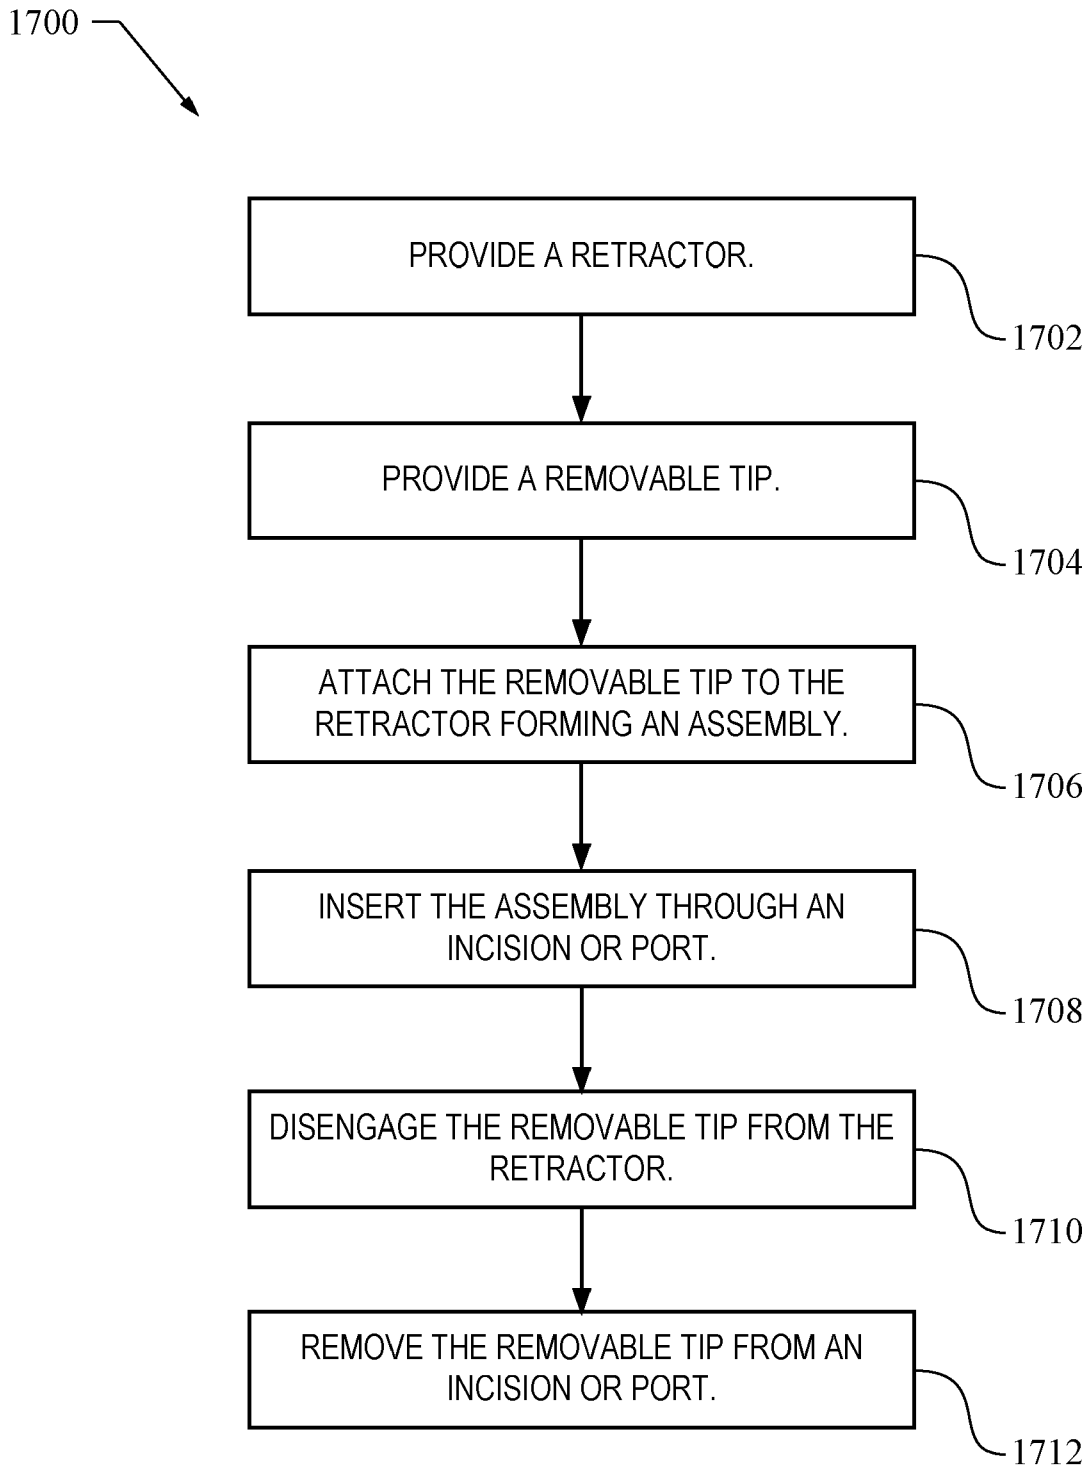 1700
PROVIDE A RETRACTOR.
1702
PROVIDE A REMOVABLE TIP.
1704
ATTACH THE REMOVABLE TIP TO THE
RETRACTOR FORMING AN ASSEMBLY.
1706
INSERT THE ASSEMBLY THROUGH AN
INCISION OR PORT.
1708
DISENGAGE THE REMOVABLE TIP FROM THE
RETRACTOR.
1710
REMOVE THE REMOVABLE TIP FROM AN
INCISION OR PORT.
1712